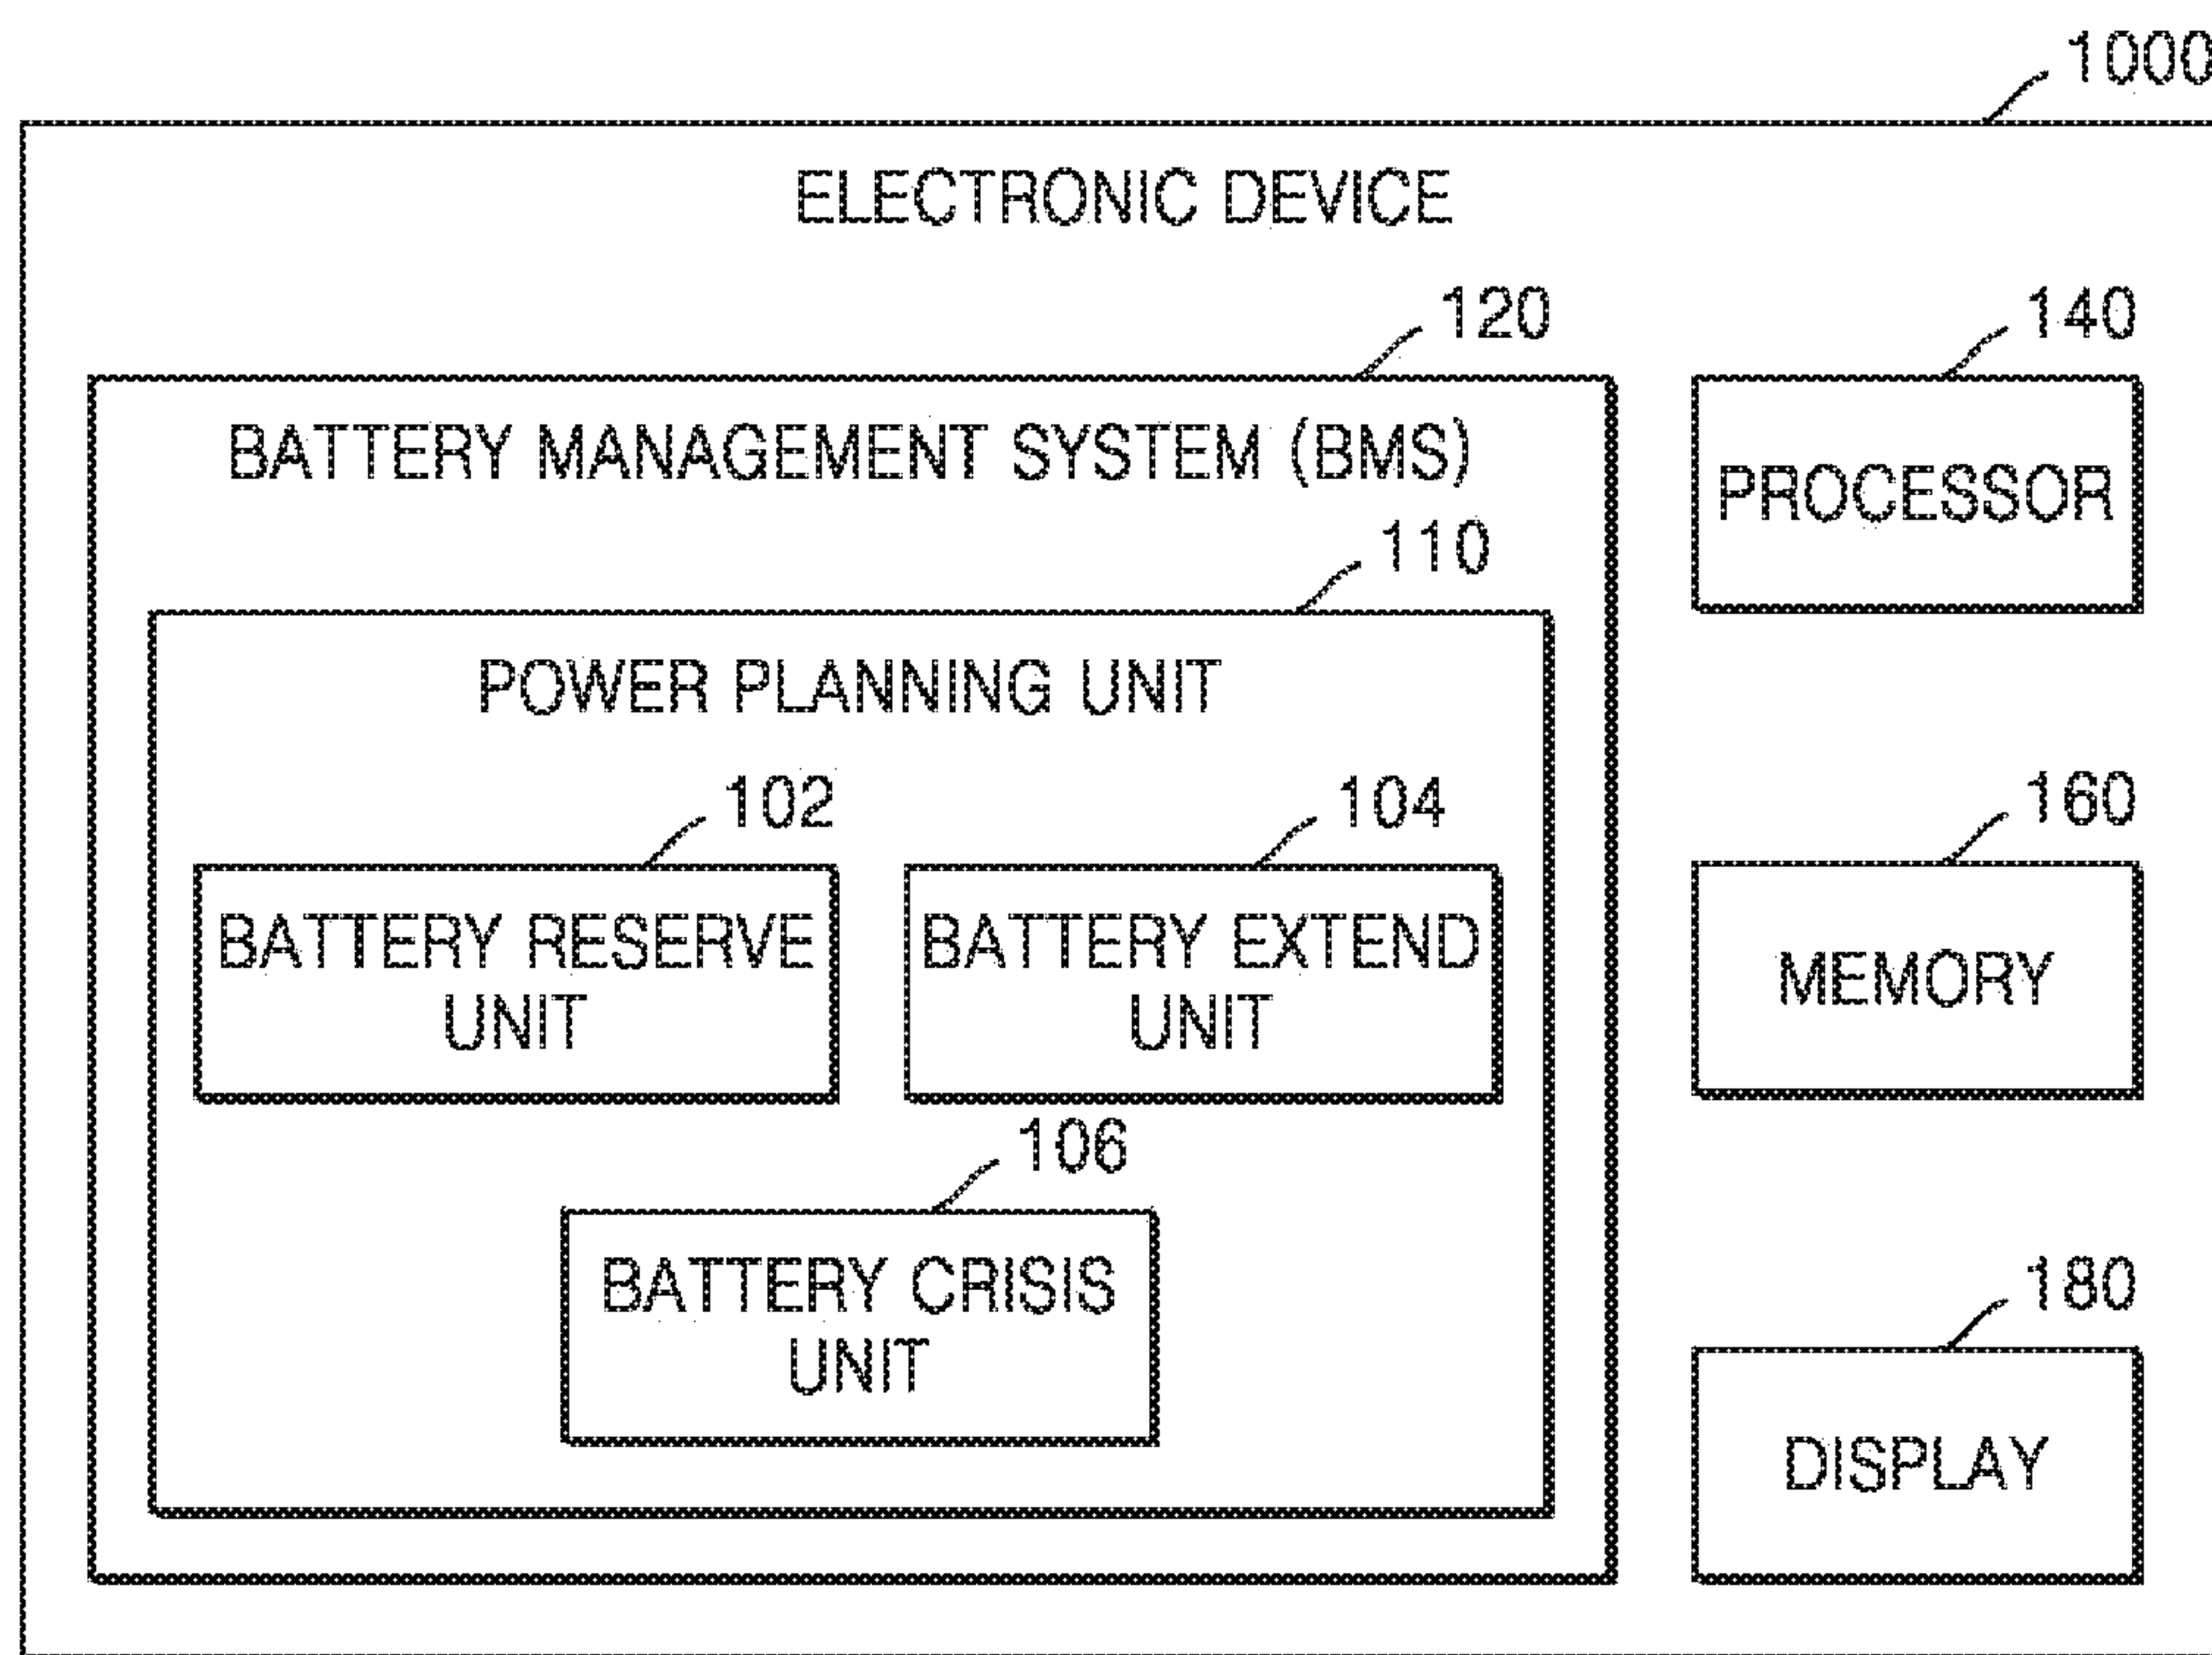 1000
ELECTRONIC DEVICE
120
140
BATTERY MANAGEMENT SYSTEM (BMS)
PROCESSOR
110
POWER PLANNING UNIT
102
104
160
BATTERY RESERVE
UNIT
BATTERY EXTEND
UNIT
MEMORY
106
BATTERY CRISIS
UNIT
180
DISPLAY